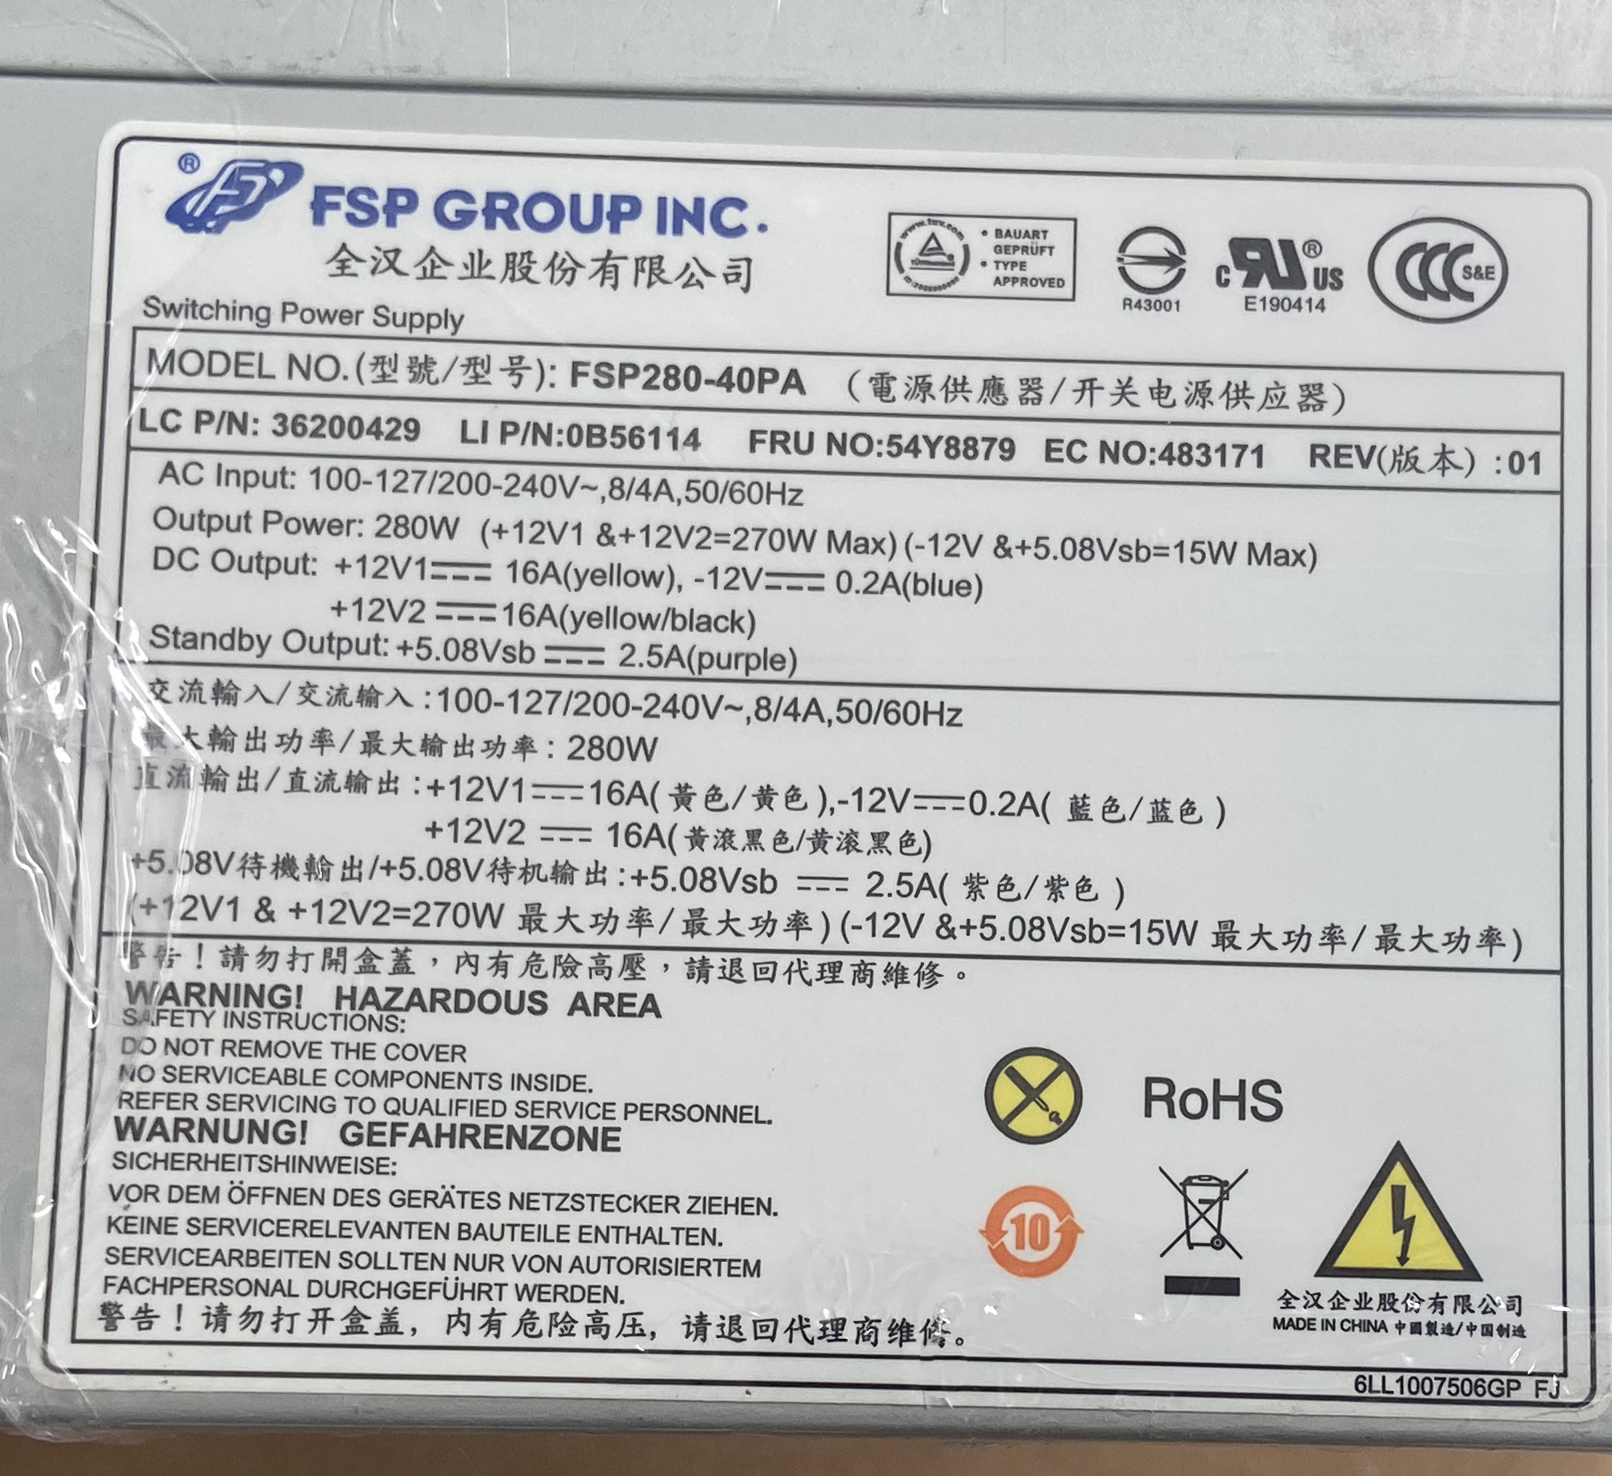 ® FSP GROUP INC.
全汉企业股份有限公司
• BAUART
GEPRÜFT
• TYPE
APPROVED
R43001
C RU ® US
E190414
CCC S&E
Switching Power Supply
MODEL NO.(型號/型号): FSP280-40PA (電源供應器/开关电源供应器)
LC P/N: 36200429 LI P/N:0B56114 FRU NO:54Y8879 EC NO:483171 REV(版本) :01
AC Input: 100-127/200-240V~,8/4A,50/60Hz
Output Power: 280W (+12V1 &+12V2=270W Max) (-12V &+5.08Vsb=15W Max)
DC Output: +12V1⎓ 16A(yellow), -12V⎓ 0.2A(blue)
+12V2 ⎓16A(yellow/black)
Standby Output: +5.08Vsb ⎓ 2.5A(purple)
交流輸入/交流输入:100-127/200-240V~,8/4A,50/60Hz
最大輸出功率/最大输出功率: 280W
直流輸出/直流输出:+12V1⎓16A( 黃色/黄色 ),-12V⎓0.2A( 藍色/蓝色 )
+12V2 ⎓ 16A(黃滾黑色/黄滚黑色)
+5.08V待機輸出/+5.08V待机输出:+5.08Vsb ⎓ 2.5A( 紫色/紫色 )
(+12V1 & +12V2=270W 最大功率/最大功率) (-12V &+5.08Vsb=15W 最大功率/最大功率)
警告!請勿打開盒蓋,內有危險高壓,請退回代理商維修。
WARNING! HAZARDOUS AREA
SAFETY INSTRUCTIONS:
DO NOT REMOVE THE COVER
NO SERVICEABLE COMPONENTS INSIDE.
REFER SERVICING TO QUALIFIED SERVICE PERSONNEL.
WARNUNG! GEFAHRENZONE
SICHERHEITSHINWEISE:
VOR DEM ÖFFNEN DES GERÄTES NETZSTECKER ZIEHEN.
KEINE SERVICERELEVANTEN BAUTEILE ENTHALTEN.
SERVICEARBEITEN SOLLTEN NUR VON AUTORISIERTEM
FACHPERSONAL DURCHGEFÜHRT WERDEN.
警告!请勿打开盒盖,内有危险高压,请退回代理商维修。
RoHS
10
全汉企业股份有限公司
MADE IN CHINA 中國製造/中国制造
6LL1007506GP FJ